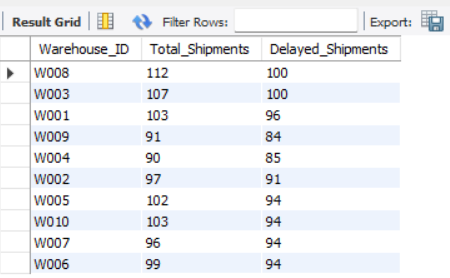 Result Grid Filter Rows: Export:
Warehouse_ID Total_Shipments Delayed_Shipments
W008 112 100
W003 107 100
W001 103 96
W009 91 84
W004 90 85
W002 97 91
W005 102 94
W010 103 94
W007 96 94
W006 99 94